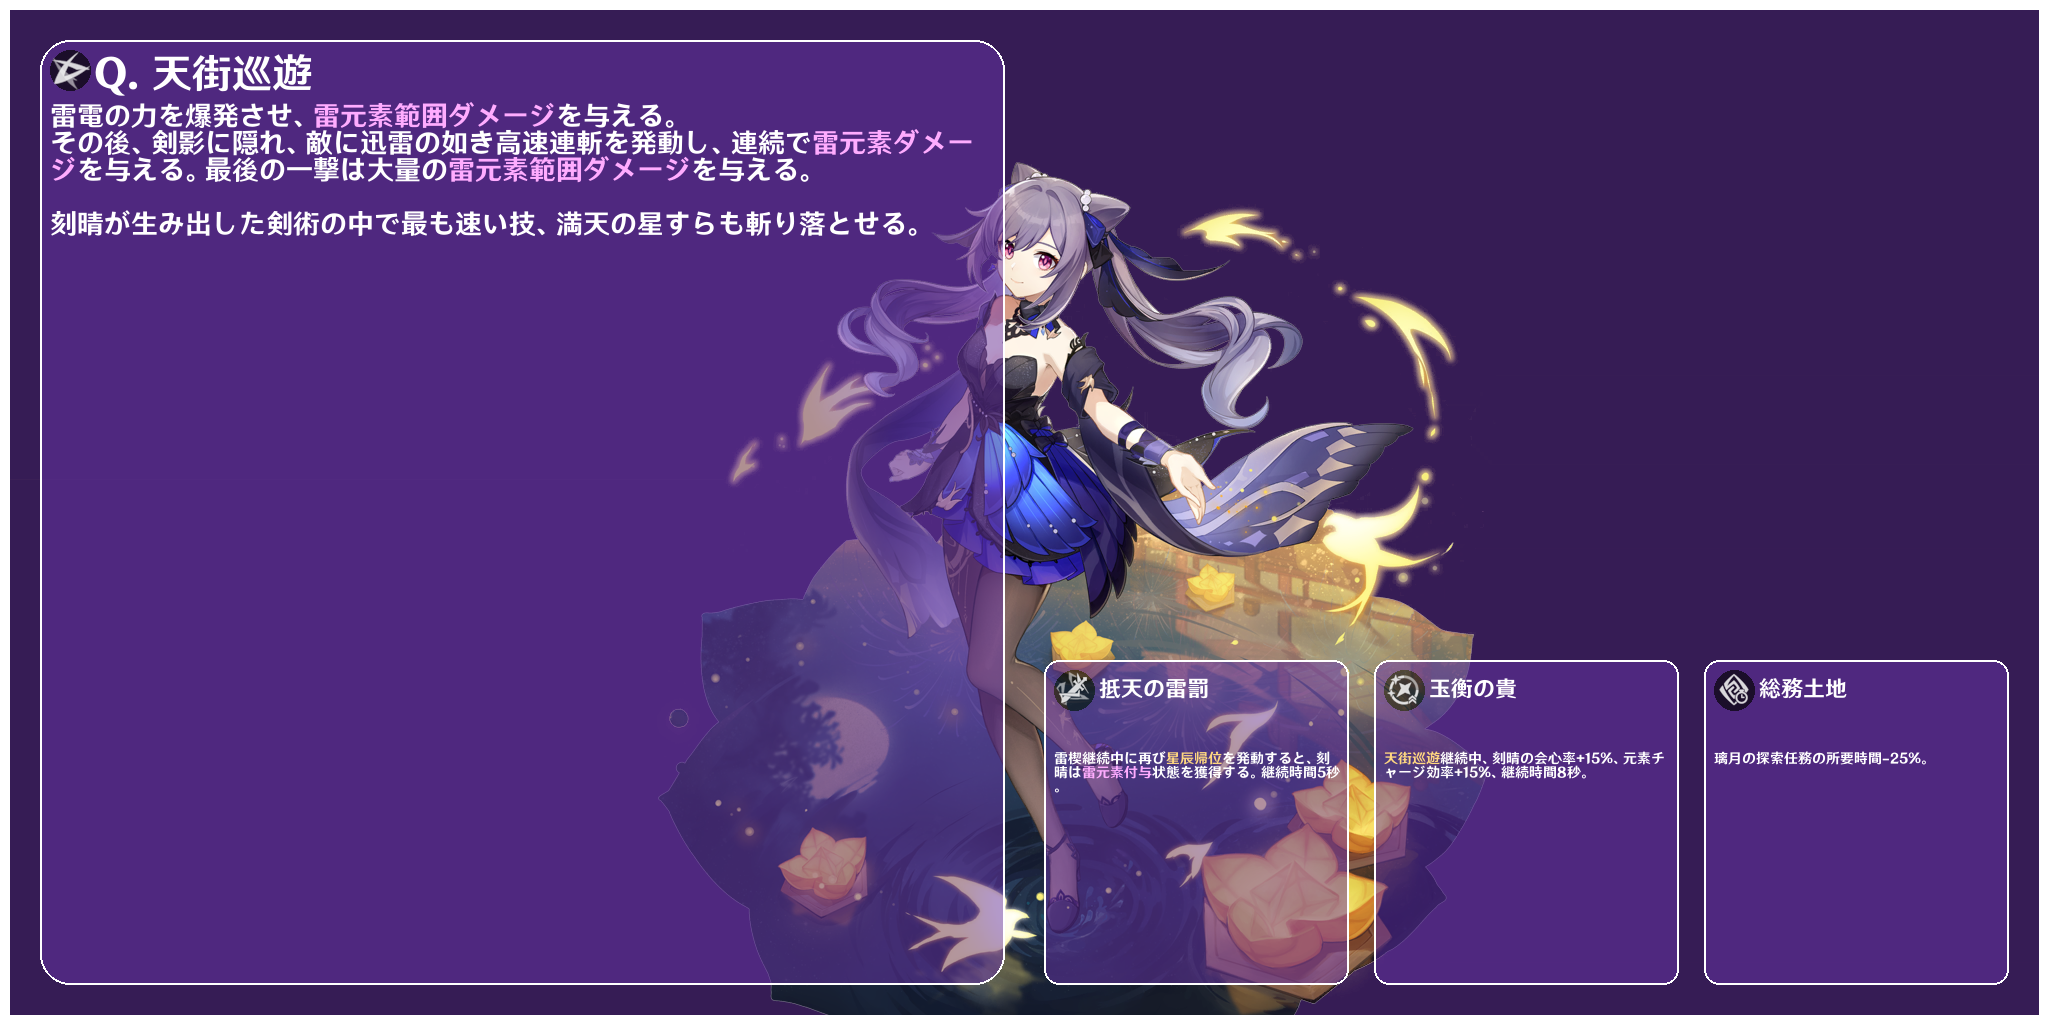 Q. 天街巡遊
雷電の力を爆発させ、雷元素範囲ダメージを与える。
その後、剣影に隠れ、敵に迅雷の如き高速連斬を発動し、連続で雷元素ダメー
ジを与える。最後の一撃は大量の雷元素範囲ダメージを与える。
刻晴が生み出した剣術の中で最も速い技、満天の星すらも斬り落とせる。
抵天の雷罰
雷楔継続中に再び星辰帰位を発動すると、刻
晴は雷元素付与状態を獲得する。継続時間5秒
。
玉衡の貴
天街巡遊継続中、刻晴の会心率+15%、元素チ
ャージ効率+15%、継続時間8秒。
総務土地
璃月の探索任務の所要時間-25%。